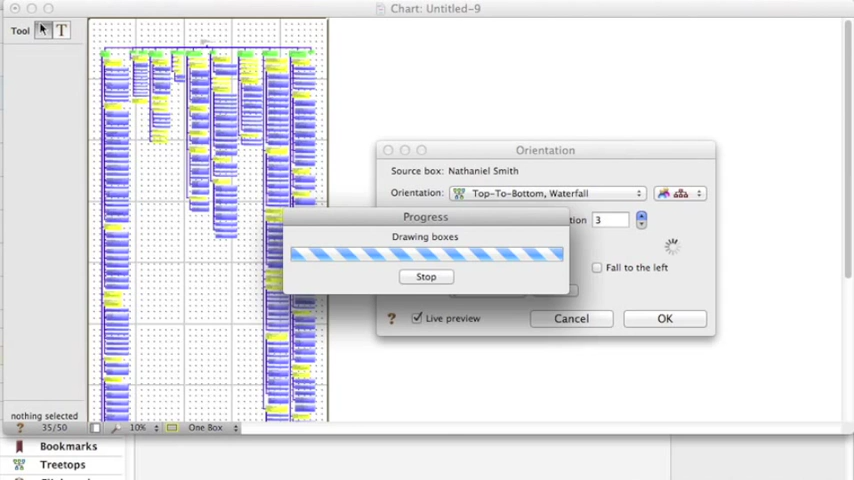 Chart: Untitled-9
Tool T
Orientation
Source box: Nathaniel Smith
Orientation: Top-To-Bottom, Waterfall
Progress
tion 3
Drawing boxes
Fall to the left
Stop
? Live preview Cancel OK
nothing selected
? 35/50 10% One Box
Bookmarks
Treetops